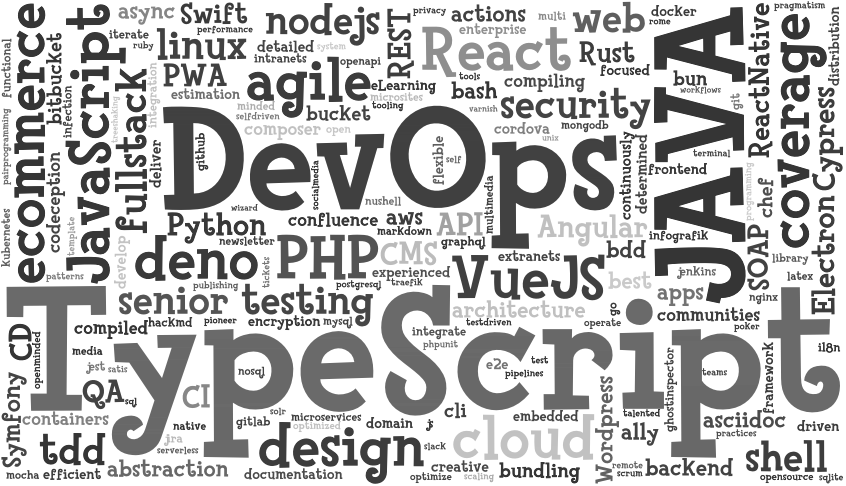 async
Swift
nodejs
REST
privacy
actions
multi
web
docker
rome
JAVA
pragmatism
distribution
functional
ecommerce
bitbucket
JavaScript
iterate
ruby
linux
performance
detailed
system
intranets
openapi
React
enterprise
Rust
focused
bun
workflows
git
ReactNative
coverage
PWA
integration
estimation
agile
eLearning
microsites
tooling
tools
bash
compiling
infection
fullstack
treeshaking
minded
selfdriven
bucket
varnish
security
pairprogramming
composer
open
cordova
unix
mongodb
codeception
deliver
github
DevOps
socialmedia
flexible
self
continuously
determined
terminal
frontend
programming
chef
Cypress
Electron
kubernetes
template
develop
wizard
nushell
Python
confluence
aws
markdown
API
multimedia
Angular
infografik
SOAP
library
newsletter
deno
PHP
CMS
graphql
extranets
bdd
patterns
publishing
tickets
experienced
postgresql
traefik
VueJS
best
apps
jenkins
latex
nginx
senior
testing
architecture
communities
TypeScript
compiled
hackmd
pioneer
encryption
mysql
integrate
testdriven
phpunit
operate
go
poker
CD
openminded
media
jest
satis
nosql
e2e
test
pipelines
ghostinspector
teams
framework
i18n
Symfony
QA
sql
CI
containers
native
gitlab
solr
microservices
optimized
domain
js
cli
embedded
Wordpress
talented
ally
asciidoc
practices
driven
tdd
jra
serverless
design
slack
cloud
shell
mocha
efficient
abstraction
documentation
optimize
creative
scaling
bundling
remote
scrum
backend
opensource
sqlite